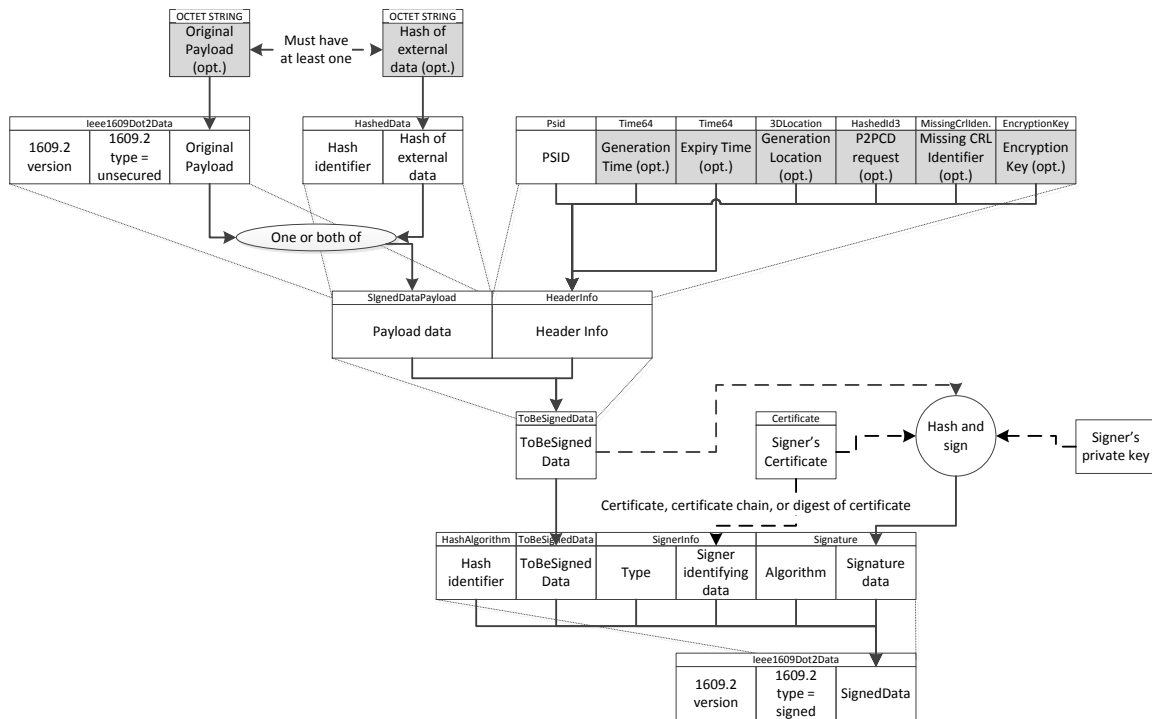 OCTET STRING
Original
Payload
(opt.)
Must have
at least one
OCTET STRING
Hash of
external
data (opt.)
Ieee1609Dot2Data
1609.2
version
1609.2
type =
unsecured
Original
Payload
HashedData
Hash
identifier
Hash of
external
data
Psid
PSID
Time64
Generation
Time (opt.)
Time64
Expiry Time
(opt.)
3DLocation
Generation
Location
(opt.)
HashedId3
P2PCD
request
(opt.)
MissingCrlIden.
Missing CRL
Identifier
(opt.)
EncryptionKey
Encryption
Key (opt.)
One or both of
SIgnedDataPayload
Payload data
HeaderInfo
Header Info
ToBeSignedData
ToBeSigned
Data
Certificate
Signer's
Certificate
Hash and
sign
Signer's
private key
Certificate, certificate chain, or digest of certificate
HashAlgorithm
Hash
identifier
ToBeSignedData
ToBeSigned
Data
SignerInfo
Type
Signer
identifying
data
Signature
Algorithm
Signature
data
Ieee1609Dot2Data
1609.2
version
1609.2
type =
signed
SignedData